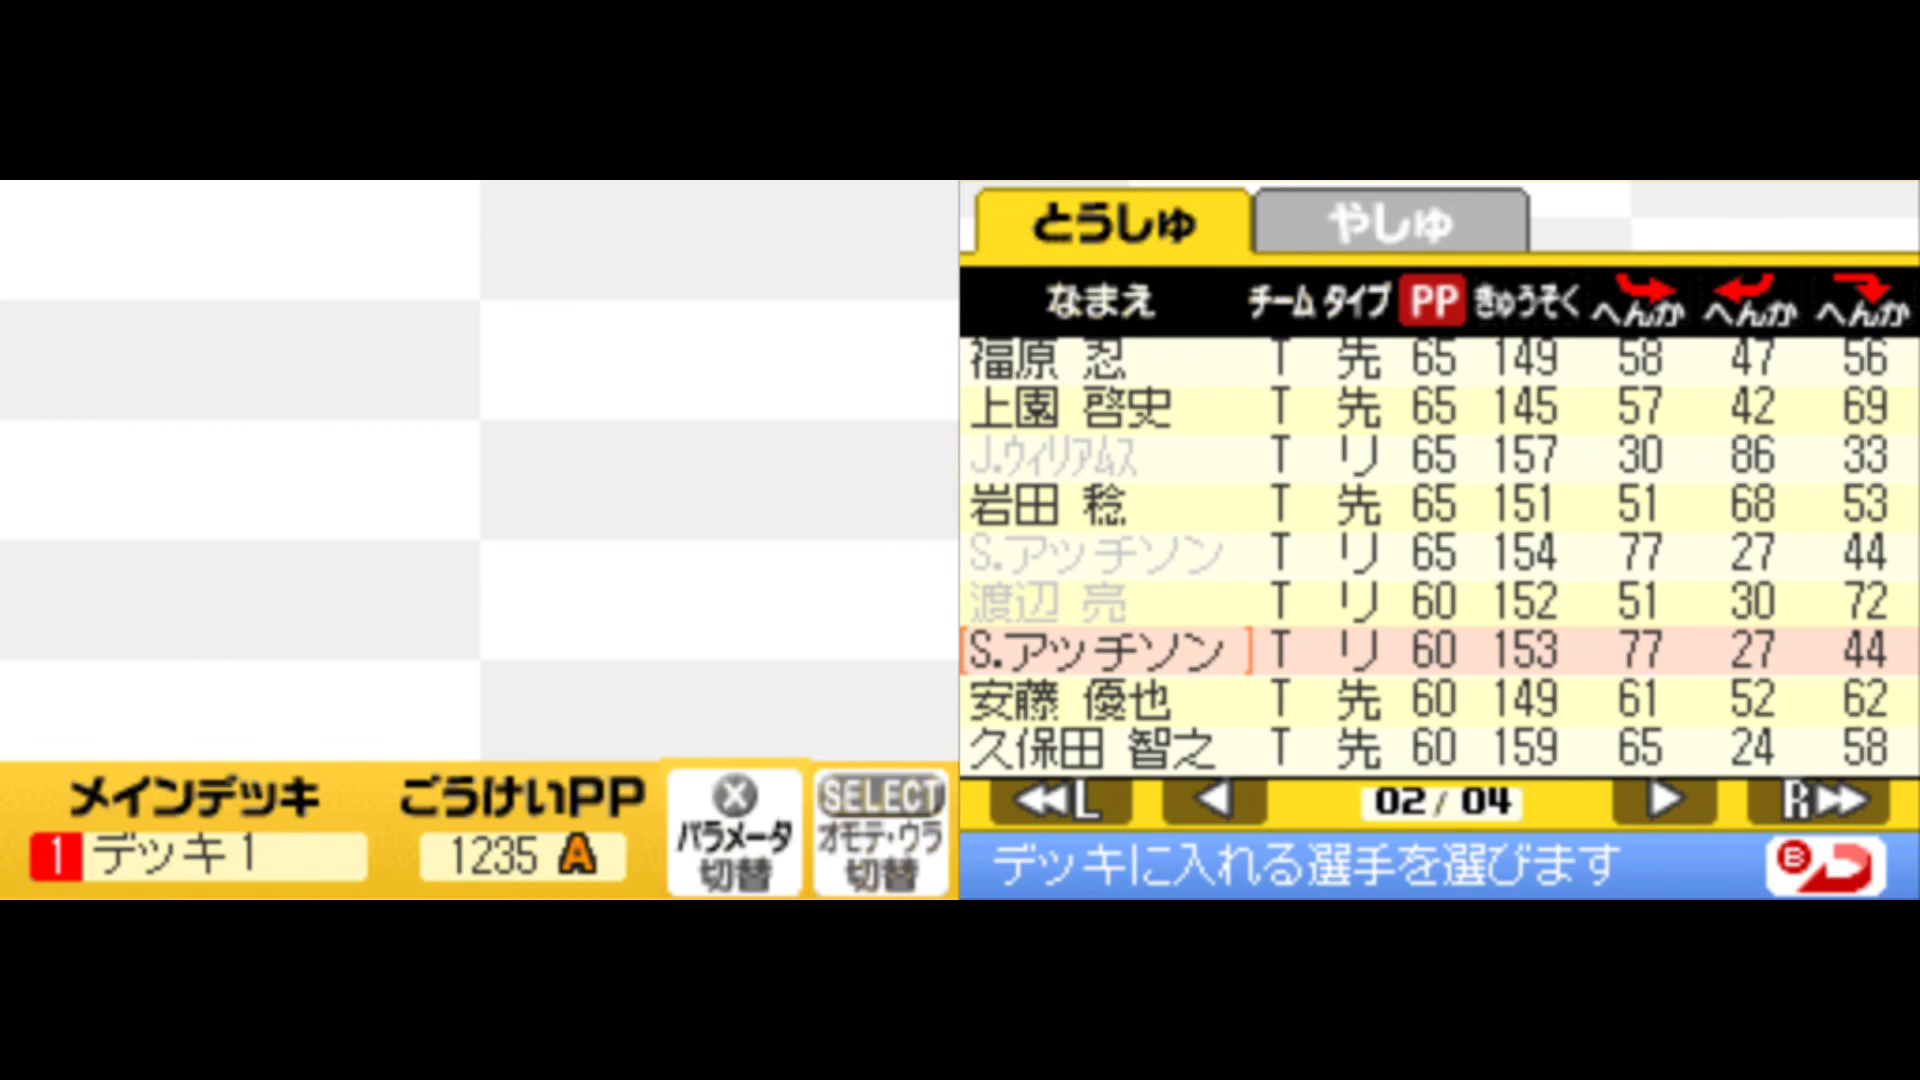 メインデッキ ごうけいPP
1 デッキ1 1235 A
X パラメータ 切替
SELECT オモテ・ウラ 切替
とうしゅ やしゅ
なまえ チーム タイプ PP きゅうそく へんか へんか へんか
福原 忍 T 先 65 149 58 47 56
上園 啓史 T 先 65 145 57 42 69
J.ウィリアムス T リ 65 157 30 86 33
岩田 稔 T 先 65 151 51 68 53
S.アッチソン T リ 65 154 77 27 44
渡辺 亮 T リ 60 152 51 30 72
[S.アッチソン] T リ 60 153 77 27 44
安藤 優也 T 先 60 149 61 52 62
久保田 智之 T 先 60 159 65 24 58
L 02/04 R
デッキに入れる選手を選びます B